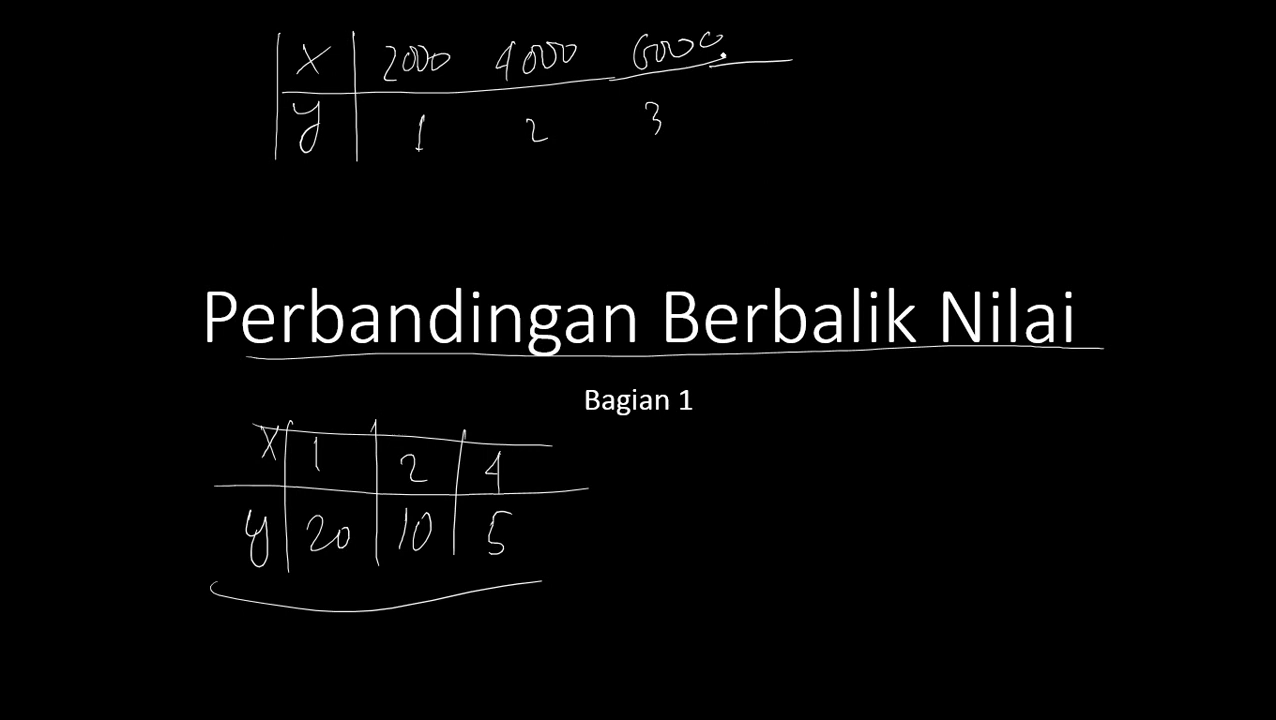 x 2000 4000 6000
y 1 2 3
Perbandingan Berbalik Nilai
Bagian 1
x 1 2 4
y 20 10 5